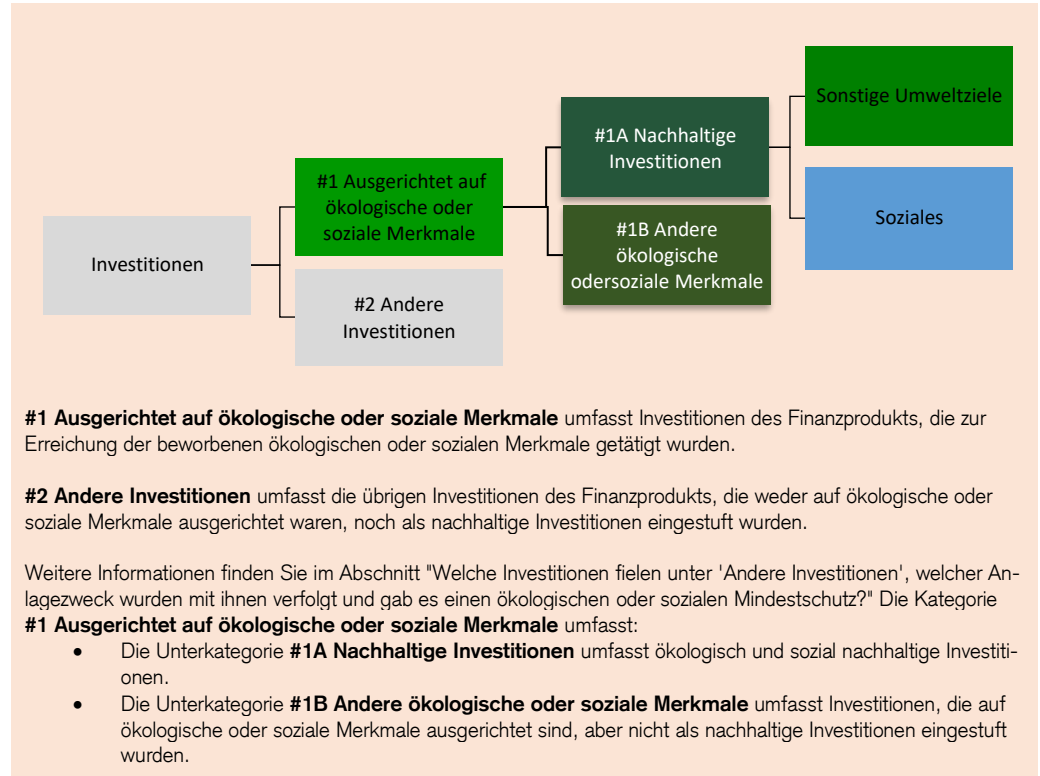 Sonstige Umweltziele
#1A Nachhaltige
Investitionen
#1 Ausgerichtet auf
ökologische oder
soziale Merkmale
Soziales
#1B Andere
ökologische
odersoziale Merkmale
Investitionen
#2 Andere
Investitionen
#1 Ausgerichtet auf ökologische oder soziale Merkmale umfasst Investitionen des Finanzprodukts, die zur
Erreichung der beworbenen ökologischen oder sozialen Merkmale getätigt wurden.
#2 Andere Investitionen umfasst die übrigen Investitionen des Finanzprodukts, die weder auf ökologische oder
soziale Merkmale ausgerichtet waren, noch als nachhaltige Investitionen eingestuft wurden.
Weitere Informationen finden Sie im Abschnitt "Welche Investitionen fielen unter 'Andere Investitionen', welcher An-
lagezweck wurden mit ihnen verfolgt und gab es einen ökologischen oder sozialen Mindestschutz?" Die Kategorie
#1 Ausgerichtet auf ökologische oder soziale Merkmale umfasst:
• Die Unterkategorie #1A Nachhaltige Investitionen umfasst ökologisch und sozial nachhaltige Investiti-
onen.
• Die Unterkategorie #1B Andere ökologische oder soziale Merkmale umfasst Investitionen, die auf
ökologische oder soziale Merkmale ausgerichtet sind, aber nicht als nachhaltige Investitionen eingestuft
wurden.